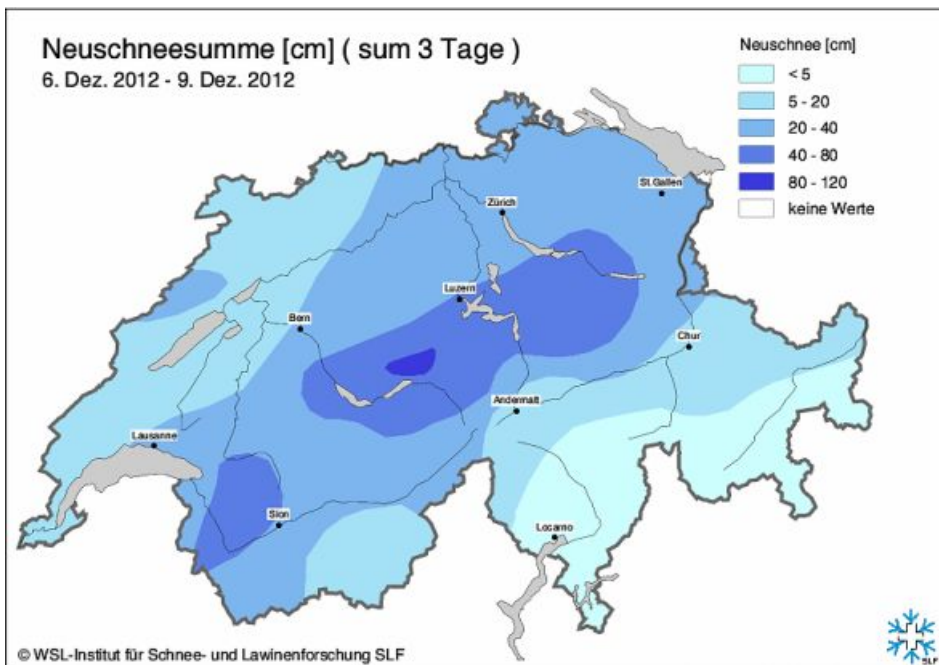 Neuschneesumme [cm] ( sum 3 Tage )
6. Dez. 2012 - 9. Dez. 2012
Neuschnee [cm]
< 5
5 - 20
20 - 40
40 - 80
80 - 120
keine Werte
St.Gallen
Zürich
Luzern
Bern
Chur
Andermatt
Lausanne
Sion
Locarno
© WSL-Institut für Schnee- und Lawinenforschung SLF
SLF